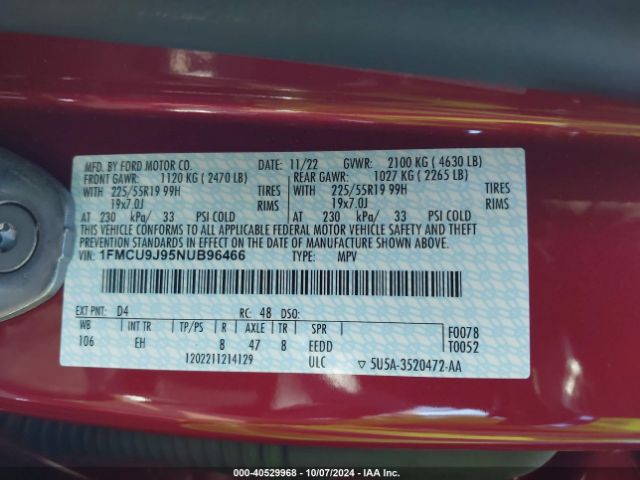 MFD. BY FORD MOTOR CO. DATE: 11/22 GVWR: 2100 KG ( 4630 LB)
FRONT GAWR: 1120 KG ( 2470 LB) REAR GAWR: 1027 KG ( 2265 LB)
WITH 225/55R19 99H TIRES WITH 225/55R19 99H TIRES
19x7.0J RIMS 19x7.0J RIMS
AT 230 kPa/ 33 PSI COLD AT 230 kPa/ 33 PSI COLD
THIS VEHICLE CONFORMS TO ALL APPLICABLE FEDERAL MOTOR VEHICLE SAFETY AND THEFT
PREVENTION STANDARDS IN EFFECT ON THE DATE OF MANUFACTURE SHOWN ABOVE.
VIN: 1FMCU9J95NUB96466 TYPE: MPV
EXT PNT: D4 RC: 48 DSO:
WB INT TR TP/PS R AXLE TR SPR F0078
106 EH 8 47 8 EEDD T0052
1202211214129 ULC ▽ 5U5A-3520472-AA
000-40529968 - 10/07/2024 - IAA Inc.